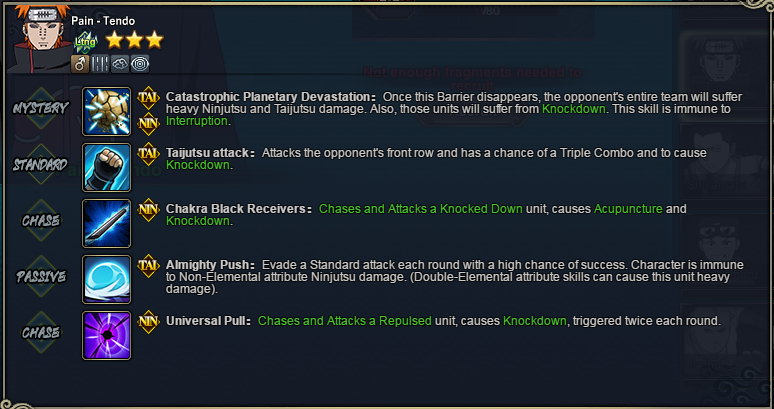 /80
Pain - Tendo
Ltng
Not enough fragments needed to
MYSTERY
TAI
NIN
Catastrophic Planetary Devastation: Once this Barrier disappears, the opponent's entire team will suffer
heavy Ninjutsu and Taijutsu damage. Also, those units will suffer from Knockdown. This skill is immune to
Interruption.
STANDARD
TAI
Taijutsu attack: Attacks the opponent's front row and has a chance of a Triple Combo and to cause
Knockdown.
CHASE
NIN
Chakra Black Receivers: Chases and Attacks a Knocked Down unit, causes Acupuncture and
Knockdown.
PASSIVE
TAI
Almighty Push: Evade a Standard attack each round with a high chance of success. Character is immune
to Non-Elemental attribute Ninjutsu damage. (Double-Elemental attribute skills can cause this unit heavy
damage).
CHASE
NIN
Universal Pull: Chases and Attacks a Repulsed unit, causes Knockdown, triggered twice each round.